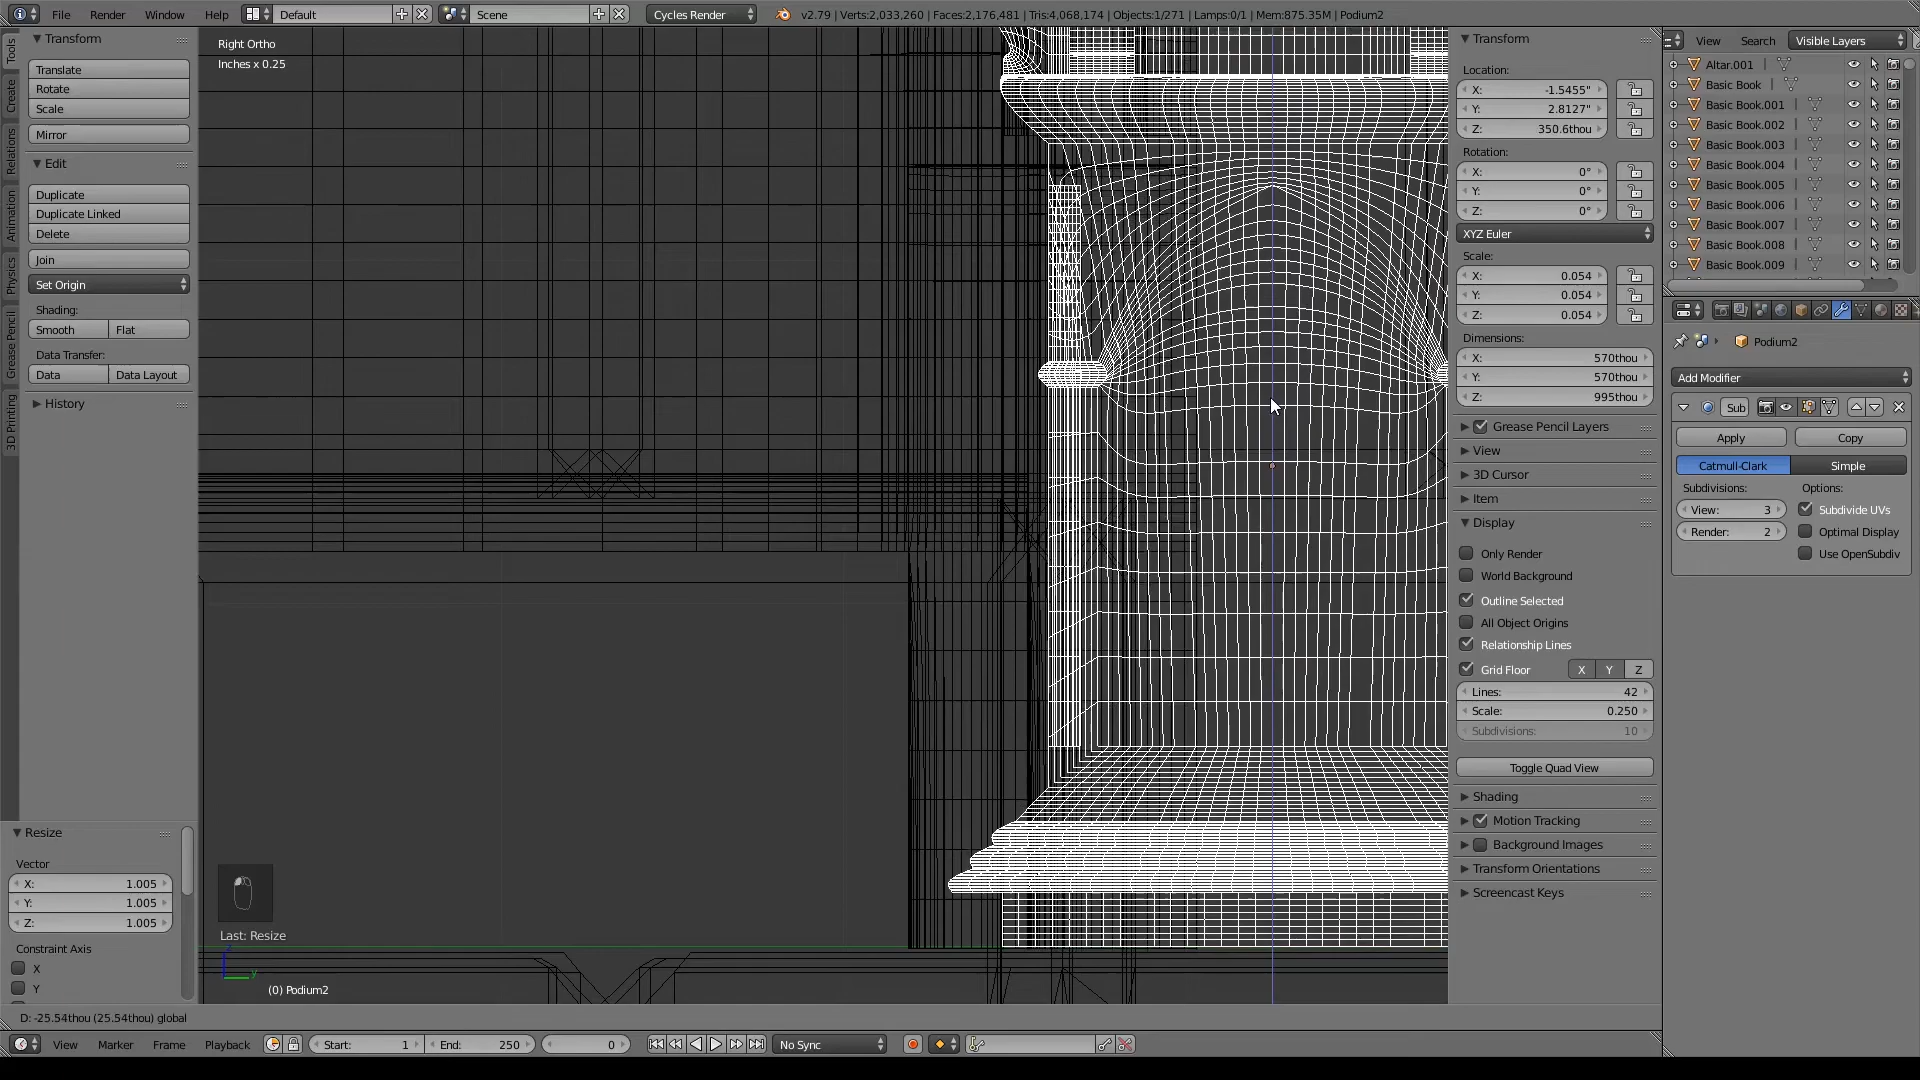 File Render Window Help Default Scene Cycles Render v2.79 | Verts:2,033,260 | Faces:2,176,481 | Tris:4,068,174 | Objects:1/271 | Lamps:0/1 | Mem:875.35M | Podium2
Tools
Create
Relations
Animation
Physics
Grease Pencil
3D Printing
Transform
Translate
Rotate
Scale
Mirror
Edit
Duplicate
Duplicate Linked
Delete
Join
Set Origin
Shading:
Smooth Flat
Data Transfer:
Data Data Layout
History
Resize
Vector
X: 1.005
Y: 1.005
Z: 1.005
Constraint Axis
X
Y
Right Ortho
Inches x 0.25
Last: Resize
z
y
(0) Podium2
Transform
Location:
X: -1.5455"
Y: 2.8127"
Z: 350.6thou
Rotation:
X: 0°
Y: 0°
Z: 0°
XYZ Euler
Scale:
X: 0.054
Y: 0.054
Z: 0.054
Dimensions:
X: 570thou
Y: 570thou
Z: 995thou
Grease Pencil Layers
View
3D Cursor
Item
Display
Only Render
World Background
Outline Selected
All Object Origins
Relationship Lines
Grid Floor X Y Z
Lines: 42
Scale: 0.250
Subdivisions: 10
Toggle Quad View
Shading
Motion Tracking
Background Images
Transform Orientations
Screencast Keys
View Search Visible Layers
Altar.001
Basic Book
Basic Book.001
Basic Book.002
Basic Book.003
Basic Book.004
Basic Book.005
Basic Book.006
Basic Book.007
Basic Book.008
Basic Book.009
Podium2
Add Modifier
Sub
Apply Copy
Catmull-Clark Simple
Subdivisions: Options:
View: 3 Subdivide UVs
Render: 2 Optimal Display
Use OpenSubdiv
D: -25.54thou (25.54thou) global
View Marker Frame Playback Start: 1 End: 250 0 No Sync